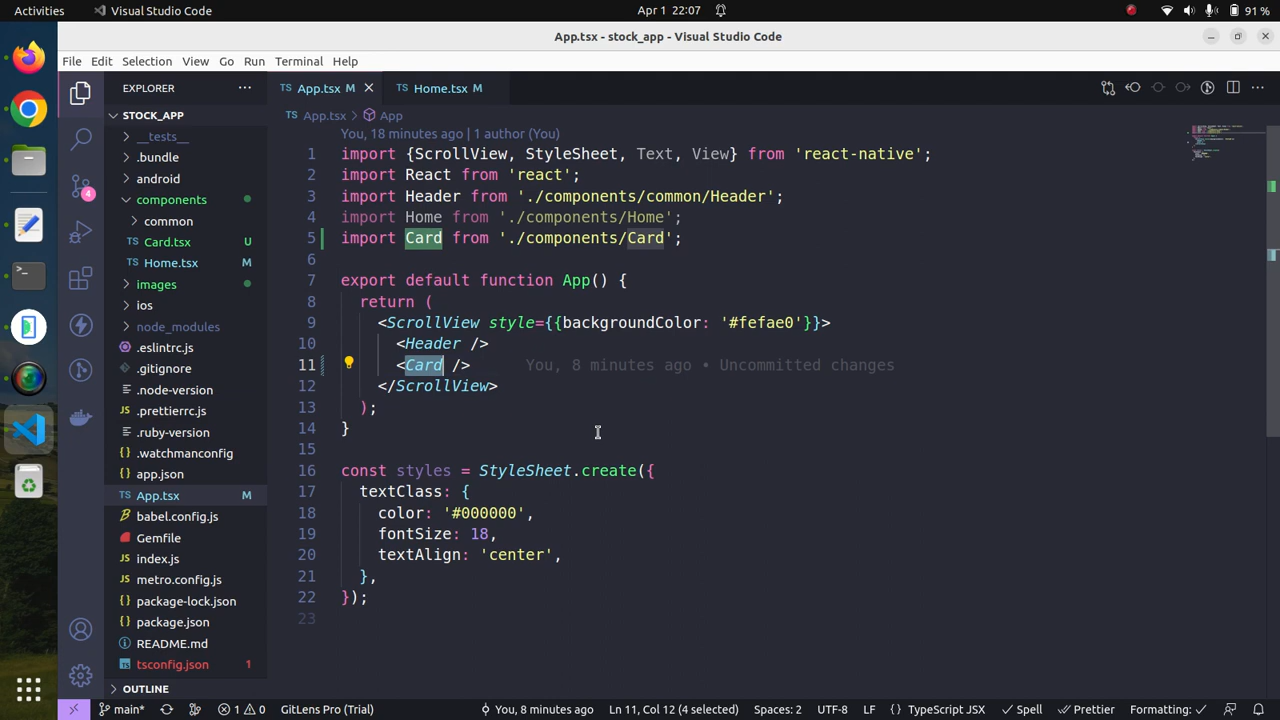 Activities Visual Studio Code Apr 1 22:07 91 %
App.tsx - stock_app - Visual Studio Code
File Edit Selection View Go Run Terminal Help
EXPLORER ···
STOCK_APP
__tests__
.bundle
android
components
common
Card.tsx U
Home.tsx M
images
ios
node_modules
.eslintrc.js
.gitignore
.node-version
.prettierrc.js
.ruby-version
.watchmanconfig
app.json
TS App.tsx M
babel.config.js
Gemfile
index.js
metro.config.js
package-lock.json
package.json
README.md
tsconfig.json 1
OUTLINE
4
TS App.tsx M TS Home.tsx M
TS App.tsx > App
You, 18 minutes ago | 1 author (You)
1 import {ScrollView, StyleSheet, Text, View} from 'react-native';
2 import React from 'react';
3 import Header from './components/common/Header';
4 import Home from './components/Home';
5 import Card from './components/Card';
6
7 export default function App() {
8 return (
9 <ScrollView style={{backgroundColor: '#fefae0'}}>
10 <Header />
11 <Card /> You, 8 minutes ago • Uncommitted changes
12 </ScrollView>
13 );
14 }
15
16 const styles = StyleSheet.create({
17 textClass: {
18 color: '#000000',
19 fontSize: 18,
20 textAlign: 'center',
21 },
22 });
23
main* 1 0 GitLens Pro (Trial) You, 8 minutes ago Ln 11, Col 12 (4 selected) Spaces: 2 UTF-8 LF {} TypeScript JSX Spell Prettier Formatting: